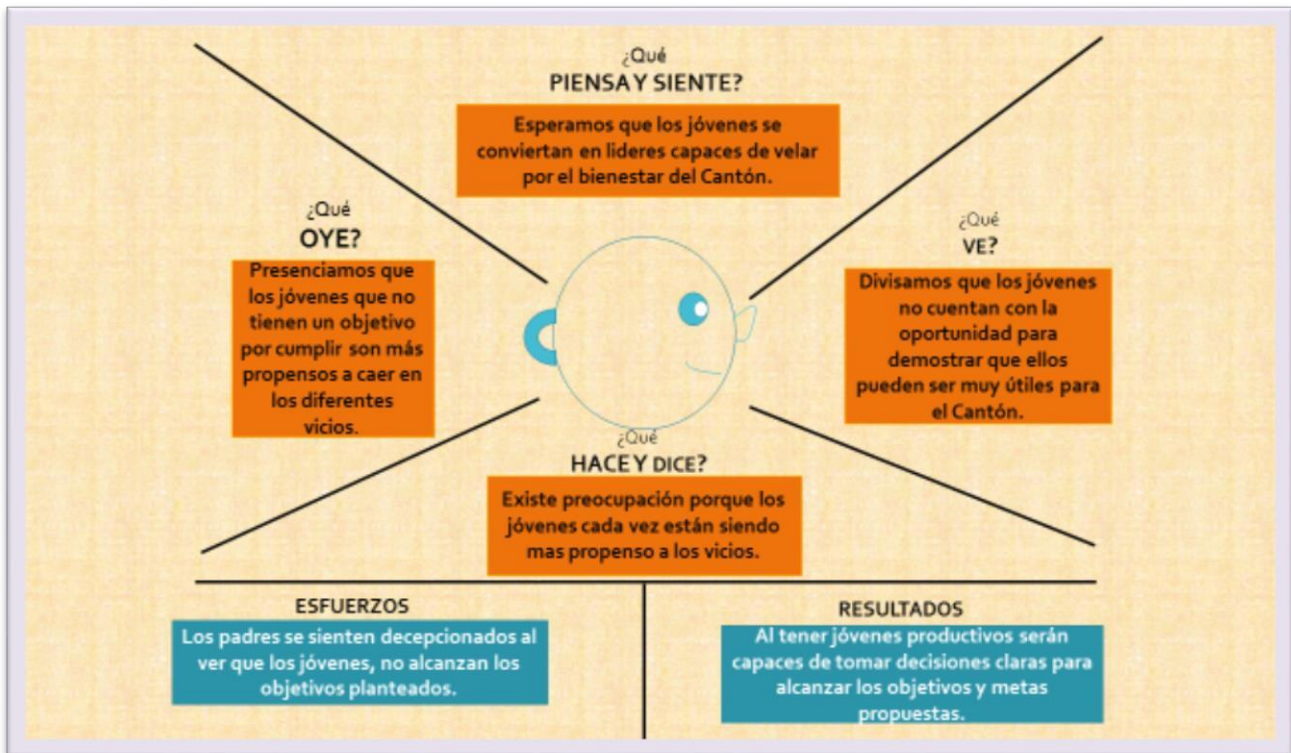 ¿Qué
PIENSA Y SIENTE?
Esperamos que los jóvenes se
conviertan en lideres capaces de velar
por el bienestar del Cantón.
¿Qué
OYE?
Presenciamos que
los jóvenes que no
tienen un objetivo
por cumplir son más
propensos a caer en
los diferentes
vicios.
¿Qué
VE?
Divisamos que los jóvenes
no cuentan con la
oportunidad para
demostrar que ellos
pueden ser muy útiles para
el Cantón.
¿Qué
HACE Y DICE?
Existe preocupación porque los
jóvenes cada vez están siendo
mas propenso a los vicios.
ESFUERZOS
Los padres se sienten decepcionados al
ver que los jóvenes, no alcanzan los
objetivos planteados.
RESULTADOS
Al tener jóvenes productivos serán
capaces de tomar decisiones claras para
alcanzar los objetivos y metas
propuestas.